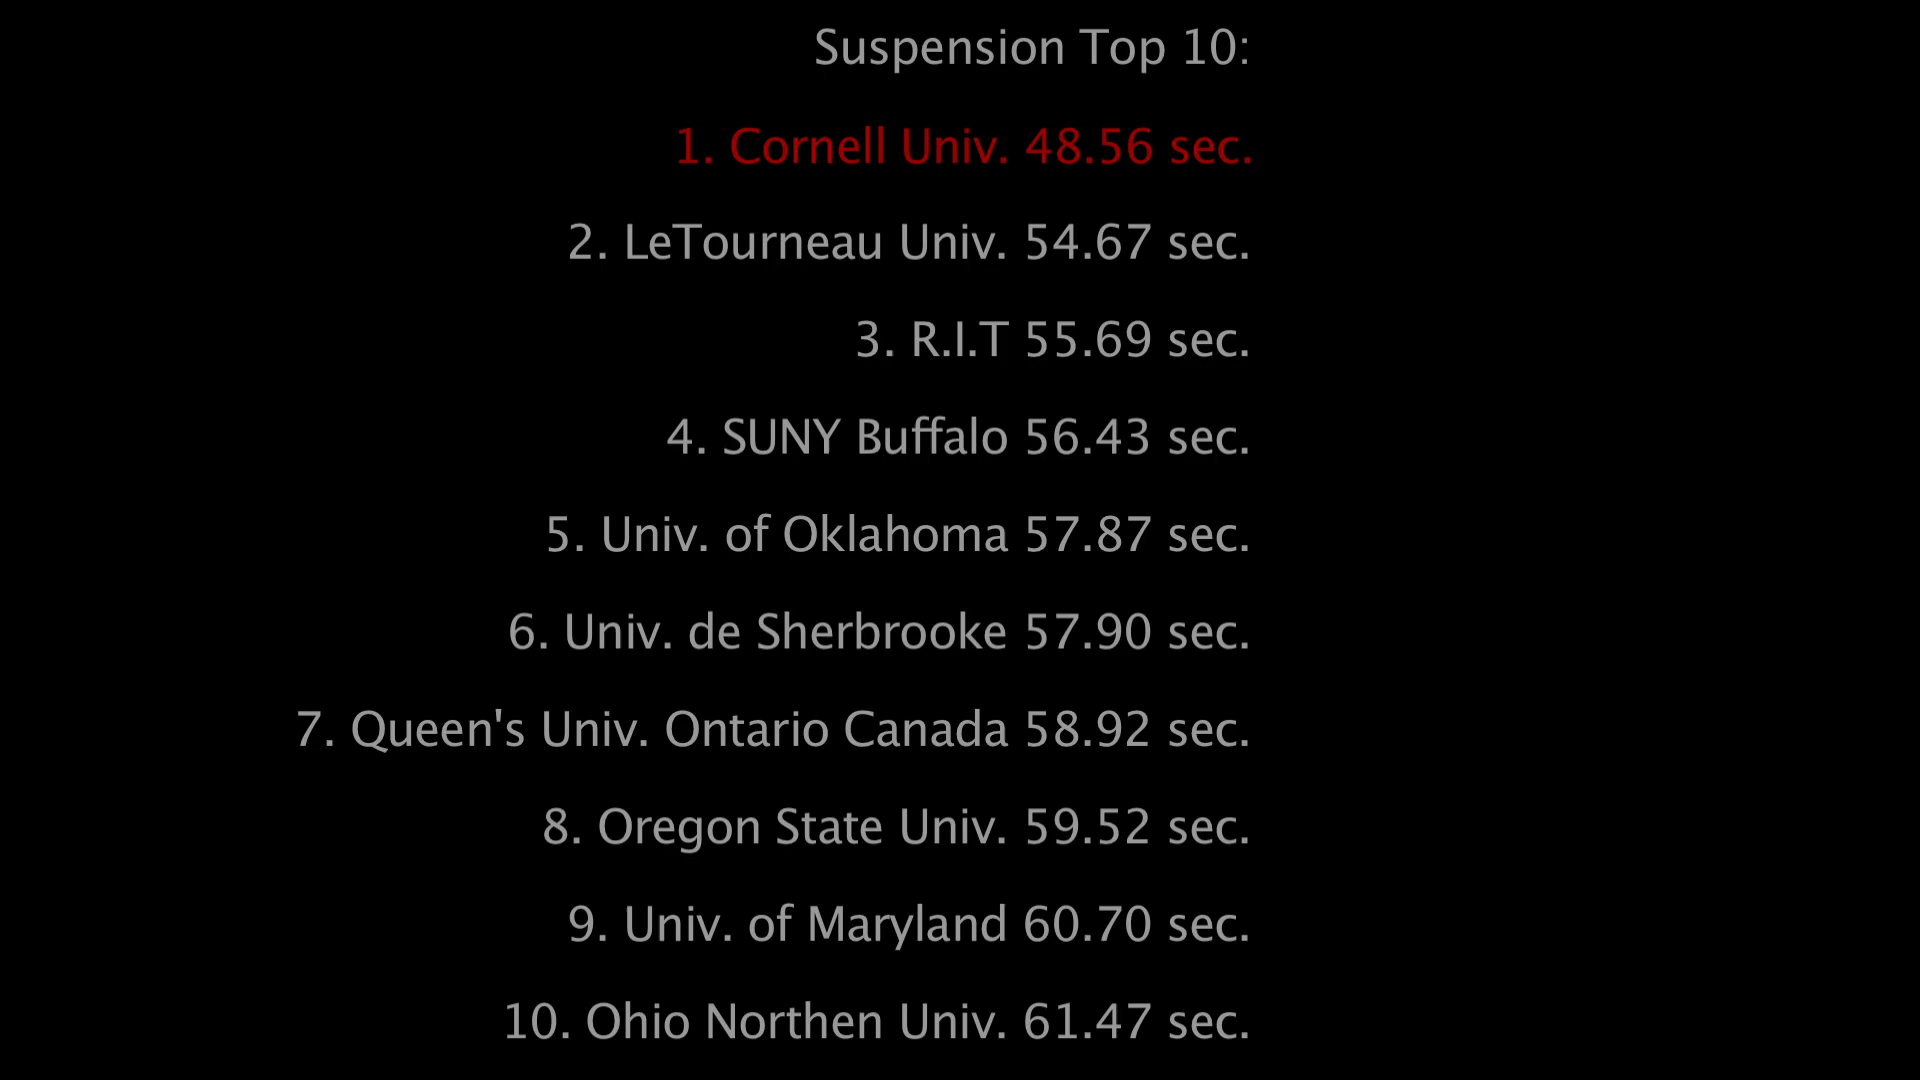 Suspension Top 10:
1. Cornell Univ. 48.56 sec.
2. LeTourneau Univ. 54.67 sec.
3. R.I.T 55.69 sec.
4. SUNY Buffalo 56.43 sec.
5. Univ. of Oklahoma 57.87 sec.
6. Univ. de Sherbrooke 57.90 sec.
7. Queen's Univ. Ontario Canada 58.92 sec.
8. Oregon State Univ. 59.52 sec.
9. Univ. of Maryland 60.70 sec.
10. Ohio Northen Univ. 61.47 sec.